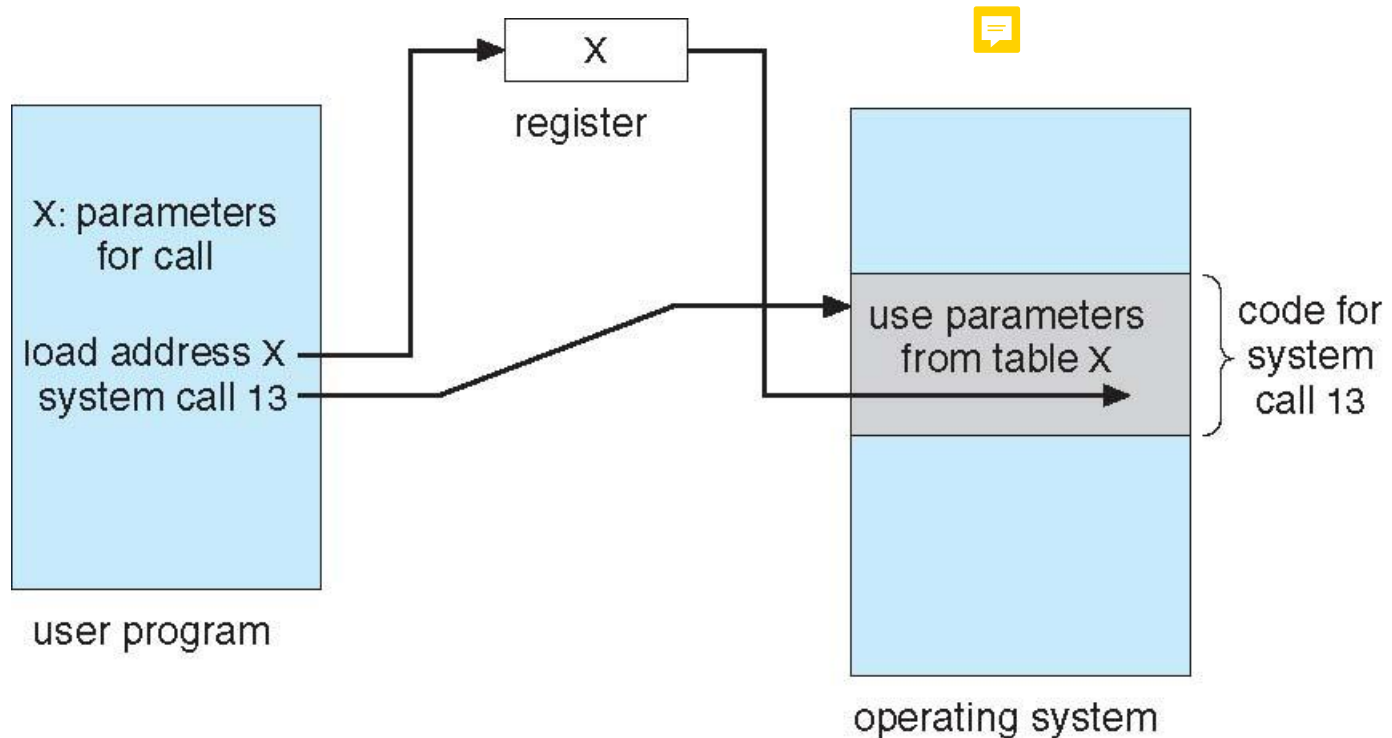 X
register
X: parameters
for call
load address X
system call 13
use parameters
from table X
code for
system
call 13
user program
operating system